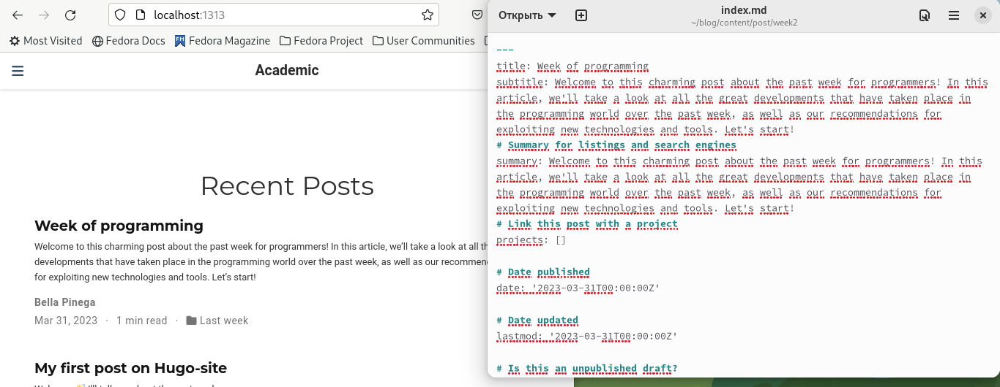 localhost:1313
Most Visited
Fedora Docs
Fedora Magazine
Fedora Project
User Communities
Academic
Recent Posts
Week of programming
Welcome to this charming post about the past week for programmers! In this article, we'll take a look at all
developments that have taken place in the programming world over the past week, as well as our
for exploiting new technologies and tools. Let's start!
Bella Pinega
Mar 31, 2023 · 1 min read · Last week
My first post on Hugo-site
Открыть
index.md
~/blog/content/post/week2
---
title: Week of programming
subtitle: Welcome to this charming post about the past week for programmers! In this
article, we'll take a look at all the great developments that have taken place in
the programming world over the past week, as well as our recommendations for
exploiting new technologies and tools. Let's start!
# Summary for listings and search engines
summary: Welcome to this charming post about the past week for programmers! In this
article, we'll take a look at all the great developments that have taken place in
the programming world over the past week, as well as our recommendations for
exploiting new technologies and tools. Let's start!
# Link this post with a project
projects: []
# Date published
date: '2023-03-31T00:00:00Z'
# Date updated
lastmod: '2023-03-31T00:00:00Z'
# Is this an unpublished draft?